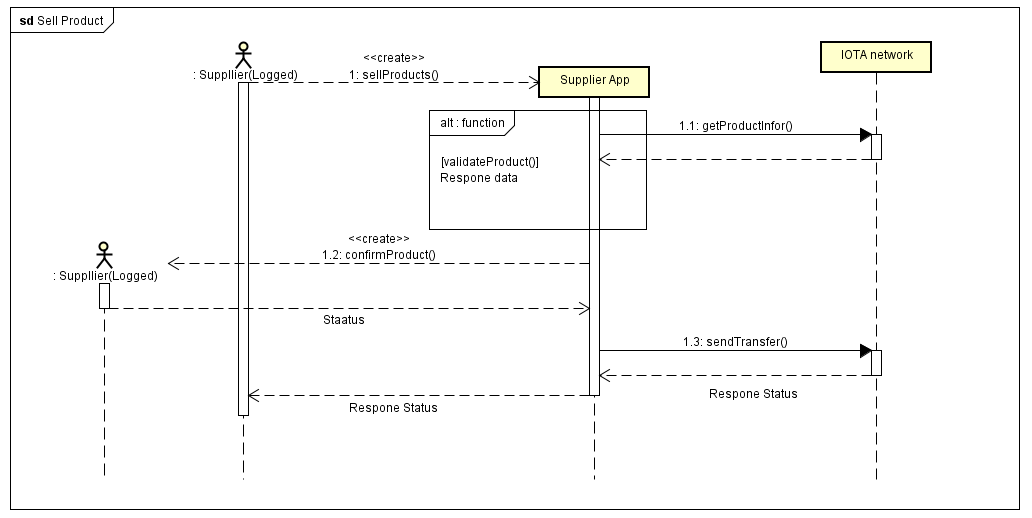 sd Sell Product
: Suppllier(Logged)
<<create>>
1: sellProducts()
Supplier App
IOTA network
alt : function
1.1: getProductInfor()
[validateProduct()]
Respone data
<<create>>
1.2: confirmProduct()
: Suppllier(Logged)
Staatus
1.3: sendTransfer()
Respone Status
Respone Status